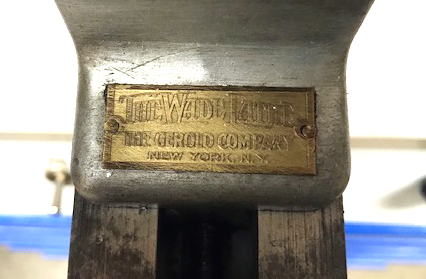 THE WADE LATHE
THE GEROLD COMPANY
NEW YORK, N.Y.